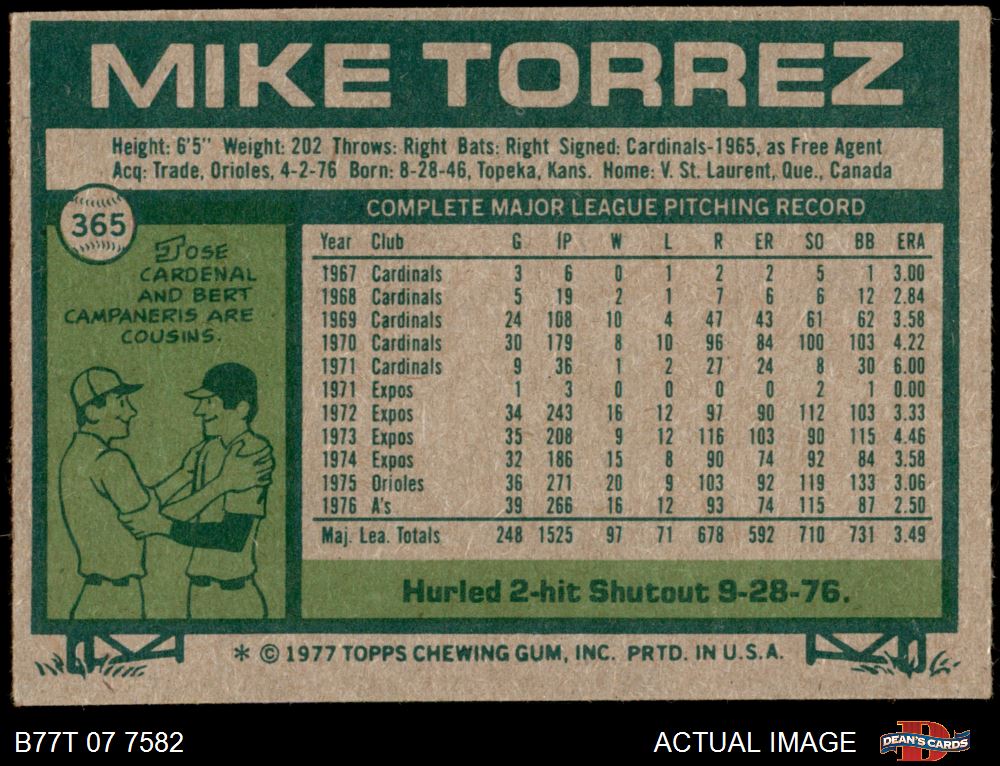 MIKE TORREZ
Height: 6'5" Weight: 202 Throws: Right Bats: Right Signed: Cardinals-1965, as Free Agent
Acq: Trade, Orioles, 4-2-76 Born: 8-28-46, Topeka, Kans. Home: V. St. Laurent, Que., Canada
365
JOSE
CARDENAL
AND BERT
CAMPANERIS ARE
COUSINS.
COMPLETE MAJOR LEAGUE PITCHING RECORD
Year Club G IP W L R ER SO BB ERA
1967 Cardinals 3 6 0 1 2 2 5 1 3.00
1968 Cardinals 5 19 2 1 7 6 6 12 2.84
1969 Cardinals 24 108 10 4 47 43 61 62 3.58
1970 Cardinals 30 179 8 10 96 84 100 103 4.22
1971 Cardinals 9 36 1 2 27 24 8 30 6.00
1971 Expos 1 3 0 0 0 0 2 1 0.00
1972 Expos 34 243 16 12 97 90 112 103 3.33
1973 Expos 35 208 9 12 116 103 90 115 4.46
1974 Expos 32 186 15 8 90 74 92 84 3.58
1975 Orioles 36 271 20 9 103 92 119 133 3.06
1976 A's 39 266 16 12 93 74 115 87 2.50
Maj. Lea. Totals 248 1525 97 71 678 592 710 731 3.49
Hurled 2-hit Shutout 9-28-76.
* © 1977 TOPPS CHEWING GUM, INC. PRTD. IN U.S.A.
B77T 07 7582
ACTUAL IMAGE
D
DEAN'S CARDS